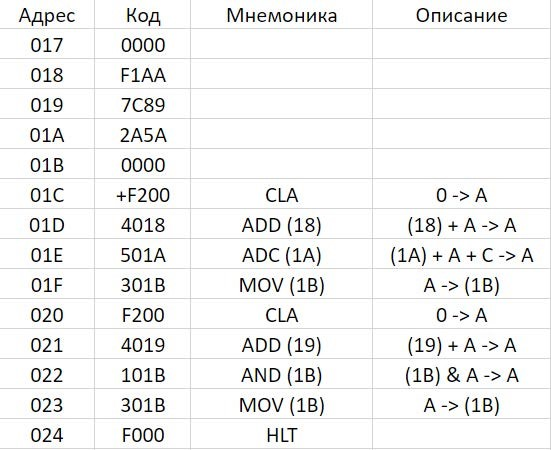 Адрес Код Мнемоника Описание
017 0000
018 F1AA
019 7C89
01A 2A5A
01B 0000
01C +F200 CLA 0 -> A
01D 4018 ADD (18) (18) + A -> A
01E 501A ADC (1A) (1A) + A + C -> A
01F 301B MOV (1B) A -> (1B)
020 F200 CLA 0 -> A
021 4019 ADD (19) (19) + A -> A
022 101B AND (1B) (1B) & A -> A
023 301B MOV (1B) A -> (1B)
024 F000 HLT